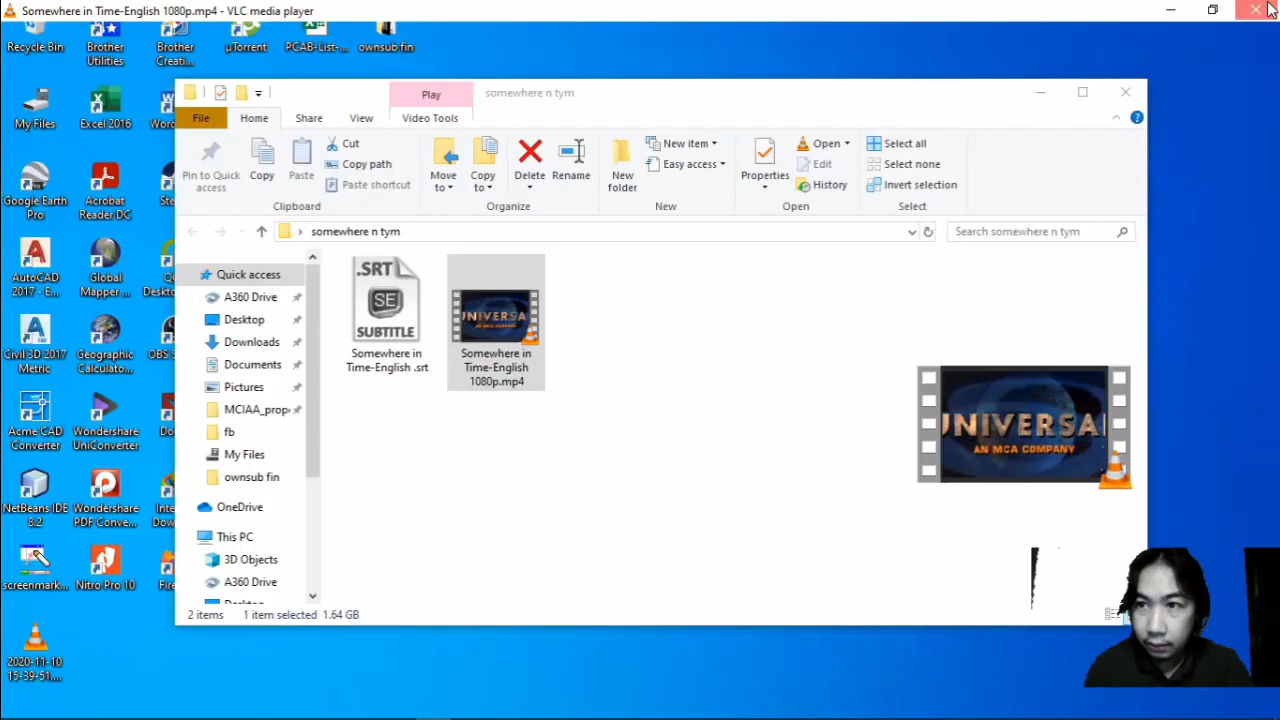 Somewhere in Time-English 1080p.mp4 - VLC media player
Recycle Bin
Brother Utilities
Brother Creati...
µTorrent
PCAB-List-...
ownsub fin
My Files
Excel 2016
Google Earth Pro
Acrobat Reader DC
AutoCAD 2017 - E...
Global Mapper...
Civil 3D 2017 Metric
Geographic Calculato...
Acme CAD Converter
Wondershare UniConverter
NetBeans IDE 8.2
Wondershare PDF Conve...
screenmark...
Nitro Pro 10
2020-11-10 15-39-51....
Play
somewhere n tym
File
Home
Share
View
Video Tools
Pin to Quick access
Copy
Paste
Cut
Copy path
Paste shortcut
Clipboard
Move to
Copy to
Delete
Rename
Organize
New folder
New item
Easy access
New
Properties
Open
Edit
History
Open
Select all
Select none
Invert selection
Select
somewhere n tym
Search somewhere n tym
Quick access
A360 Drive
Desktop
Downloads
Documents
Pictures
MCIAA_prop
fb
My Files
ownsub fin
OneDrive
This PC
3D Objects
A360 Drive
Desktop
.SRT
SE
SUBTITLE
Somewhere in
Time-English .srt
UNIVERS
AN MCA COMPANY
Somewhere in
Time-English
1080p.mp4
UNIVERSA
AN MCA COMPANY
2 items
1 item selected 1.64 GB